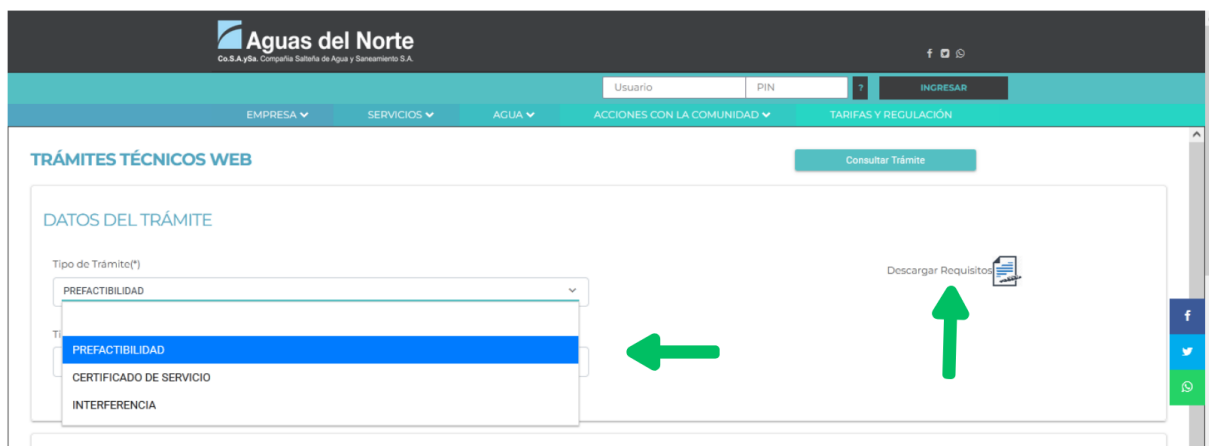 Aguas del Norte
Co.S.A.ySa. Compañía Salteña de Agua y Saneamiento S.A.
Usuario PIN ? INGRESAR
EMPRESA SERVICIOS AGUA ACCIONES CON LA COMUNIDAD TARIFAS Y REGULACIÓN
TRÁMITES TÉCNICOS WEB
Consultar Trámite
DATOS DEL TRÁMITE
Tipo de Trámite(*)
Descargar Requisitos
PREFACTIBILIDAD
PREFACTIBILIDAD
CERTIFICADO DE SERVICIO
INTERFERENCIA